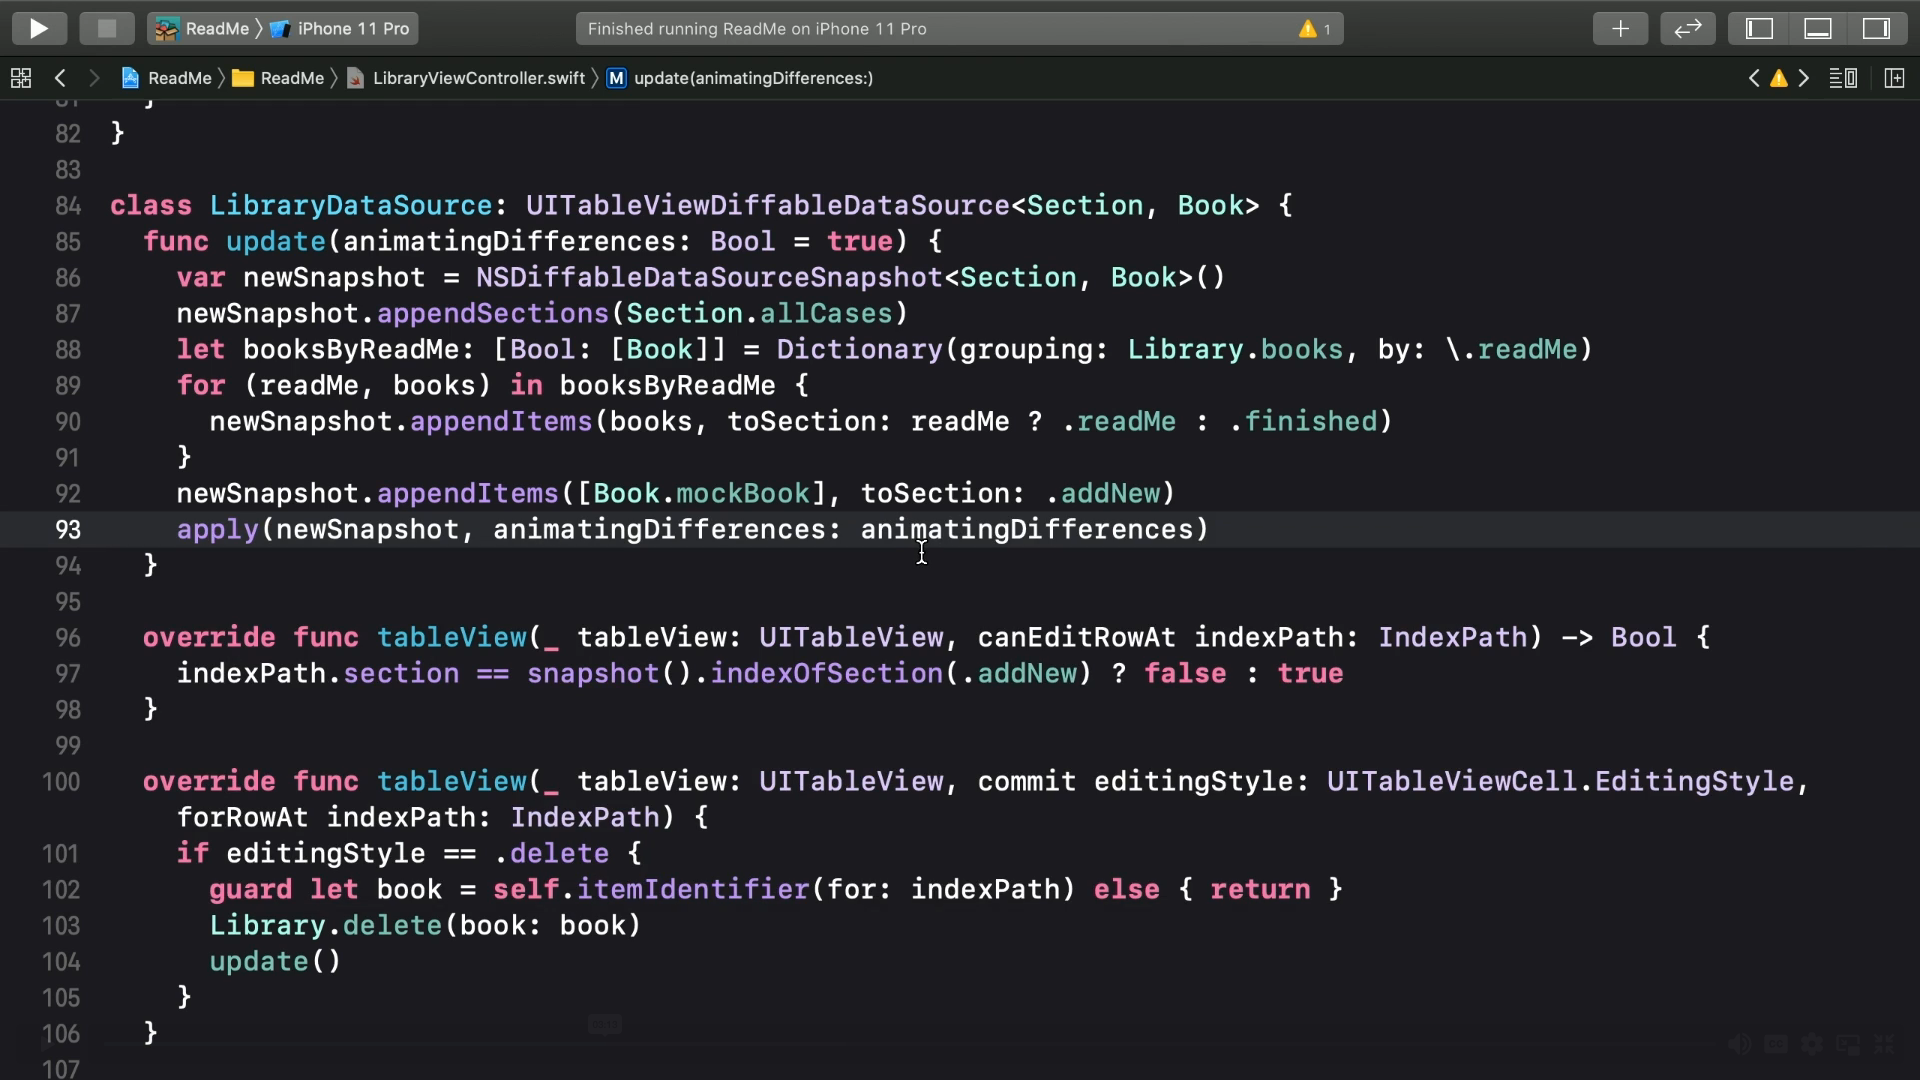 ReadMe 〉 iPhone 11 Pro
Finished running ReadMe on iPhone 11 Pro
1
ReadMe 〉 ReadMe 〉 LibraryViewController.swift 〉 M update(animatingDifferences:)
81 }
82 }
83
84 class LibraryDataSource: UITableViewDiffableDataSource<Section, Book> {
85 func update(animatingDifferences: Bool = true) {
86 var newSnapshot = NSDiffableDataSourceSnapshot<Section, Book>()
87 newSnapshot.appendSections(Section.allCases)
88 let booksByReadMe: [Bool: [Book]] = Dictionary(grouping: Library.books, by: \.readMe)
89 for (readMe, books) in booksByReadMe {
90 newSnapshot.appendItems(books, toSection: readMe ? .readMe : .finished)
91 }
92 newSnapshot.appendItems([Book.mockBook], toSection: .addNew)
93 apply(newSnapshot, animatingDifferences: animatingDifferences)
94 }
95
96 override func tableView(_ tableView: UITableView, canEditRowAt indexPath: IndexPath) -> Bool {
97 indexPath.section == snapshot().indexOfSection(.addNew) ? false : true
98 }
99
100 override func tableView(_ tableView: UITableView, commit editingStyle: UITableViewCell.EditingStyle,
forRowAt indexPath: IndexPath) {
101 if editingStyle == .delete {
102 guard let book = self.itemIdentifier(for: indexPath) else { return }
103 Library.delete(book: book)
104 update()
105 }
106 }
107